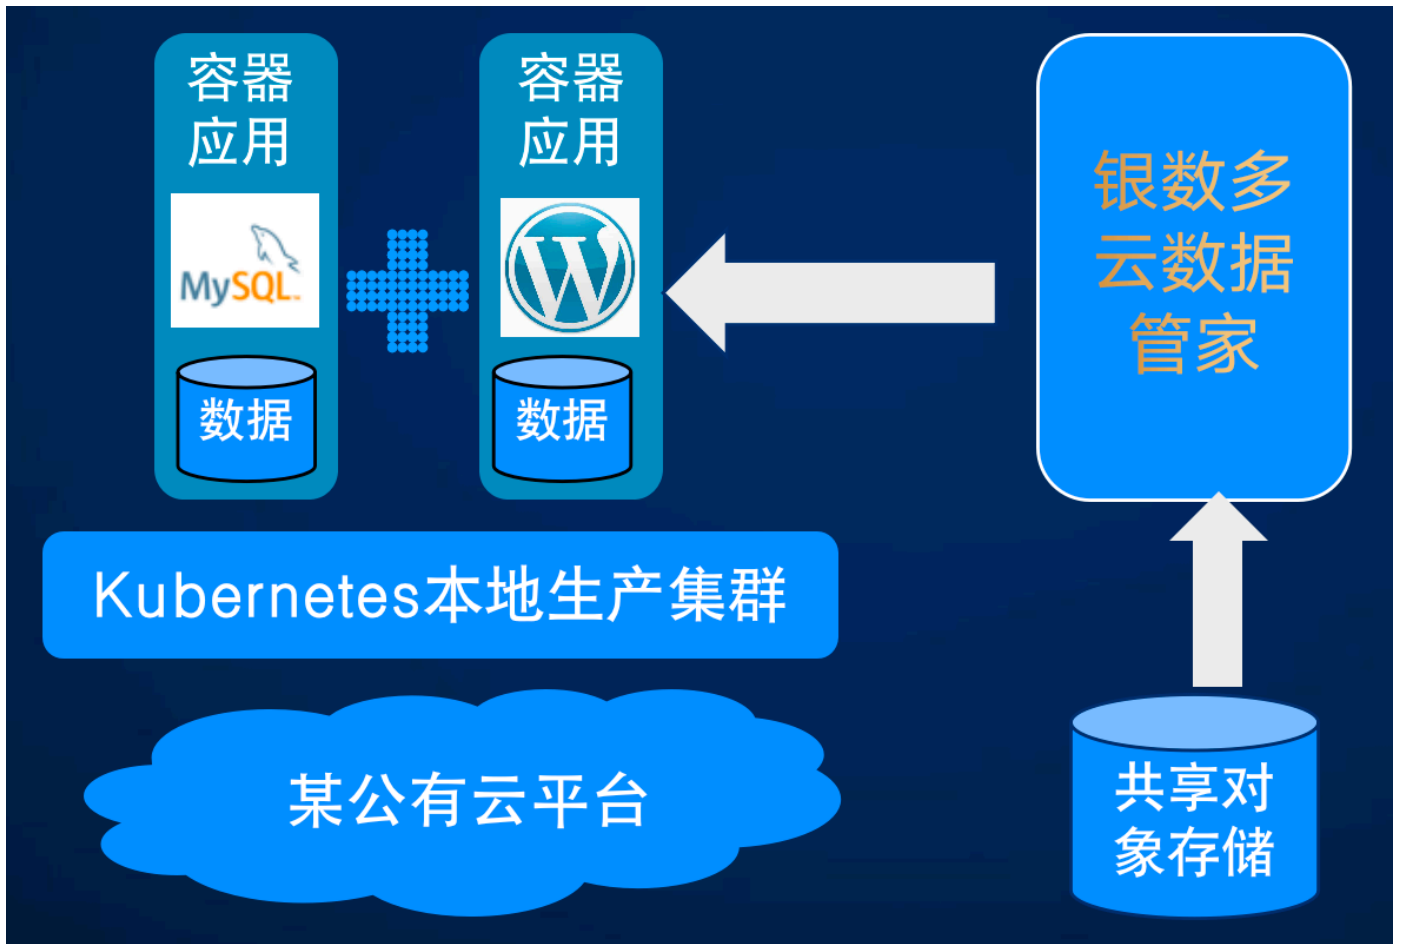 容器
应用
MySQL
数据
容器
应用
W
数据
银数多
云数据
管家
Kubernetes本地生产集群
某公有云平台
共享对
象存储